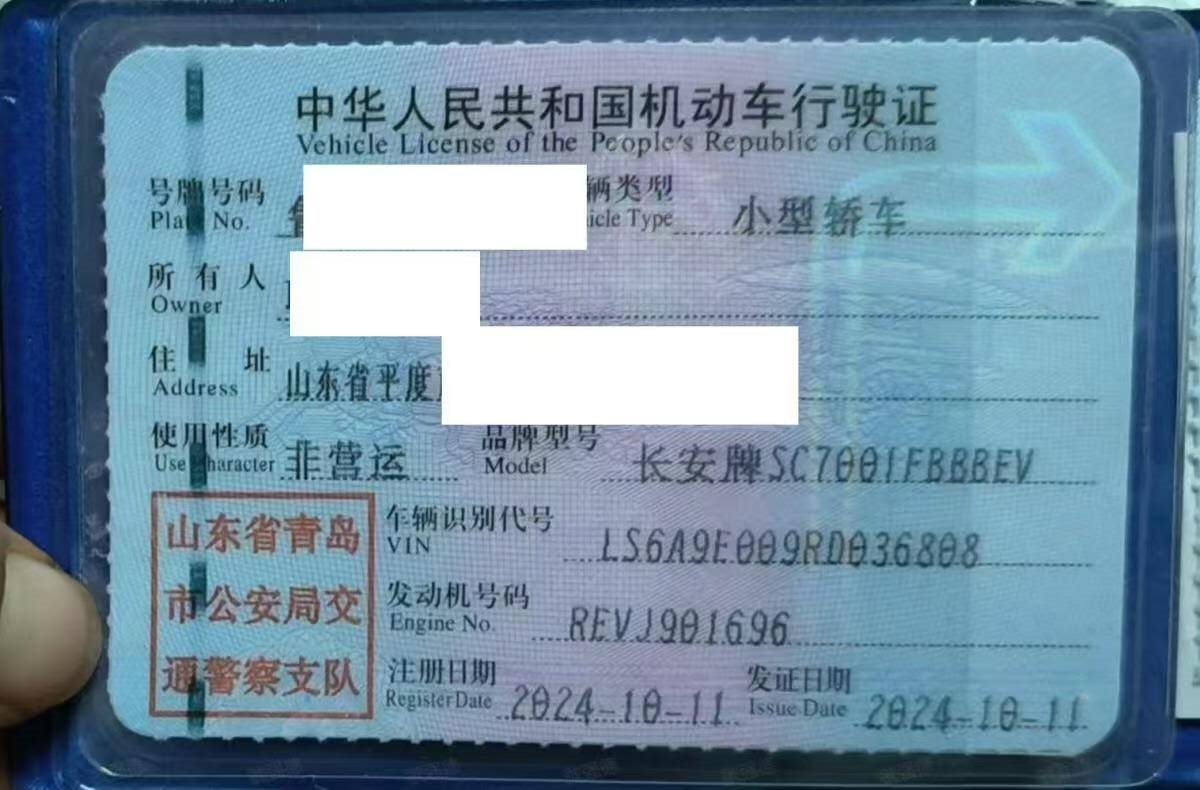 中华人民共和国机动车行驶证
Vehicle License of the People's Republic of China
号牌号码 辆类型 小型轿车
Plate No. icle Type
所有人
Owner
住址 山东省平度
Address
使用性质 非营运 品牌型号 长安牌SC7001FBBBEV
Use Character Model
山东省青岛
市公安局交
通警察支队
车辆识别代号 LS6A9E009RD036808
VIN
发动机号码 REVJ901696
Engine No.
注册日期 2024-10-11 发证日期 2024-10-11
Register Date Issue Date